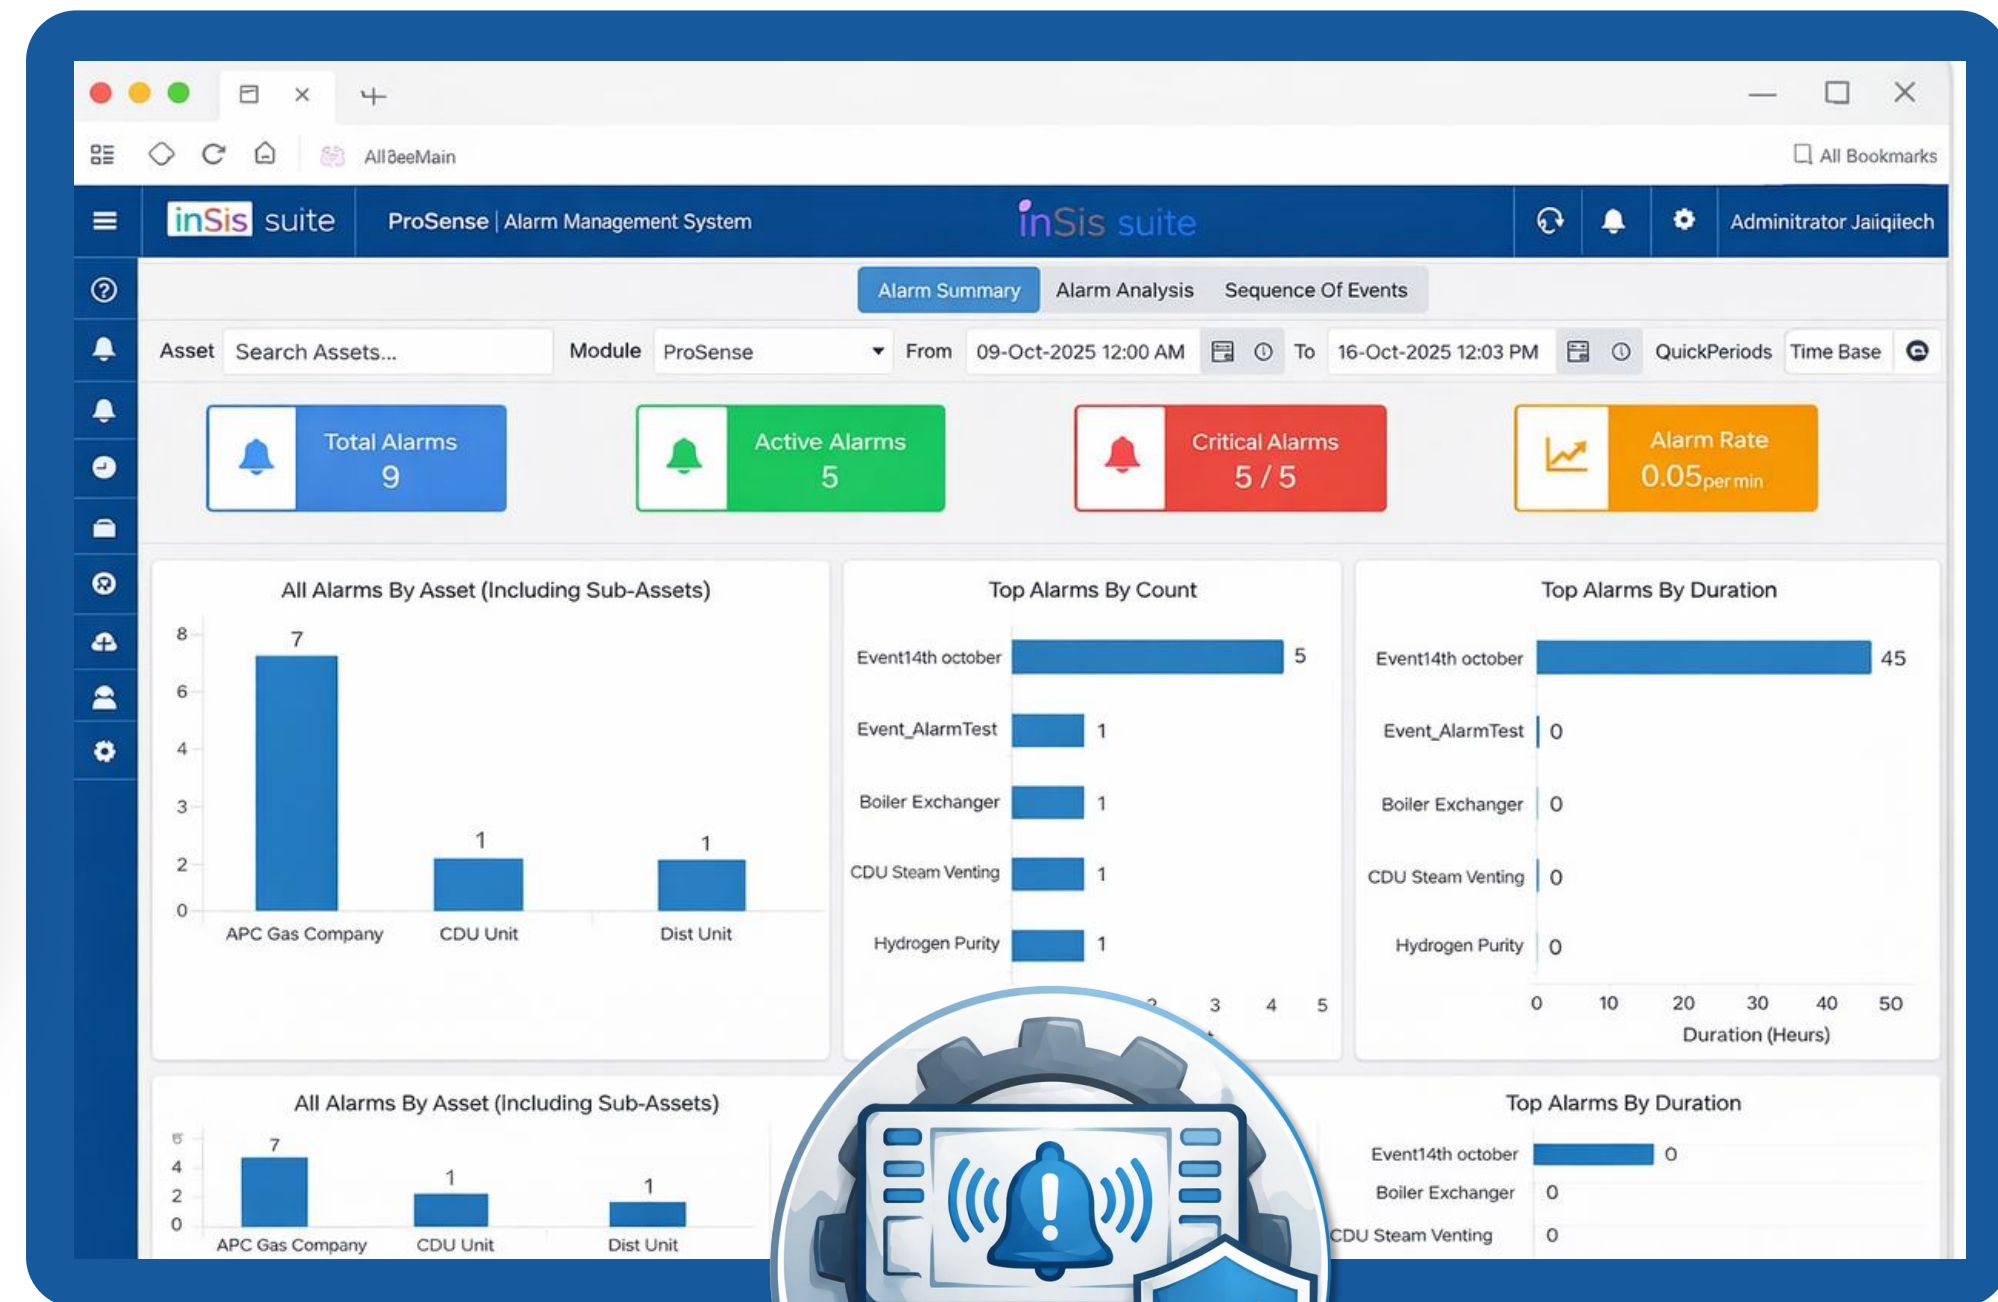 All8eeMain
All Bookmarks
inSis suite
ProSense | Alarm Management System
inSis suite
Adminitrator Jaiiqiitech
Alarm Summary
Alarm Analysis
Sequence Of Events
Asset
Search Assets...
Module
ProSense
From
09-Oct-2025 12:00 AM
To
16-Oct-2025 12:03 PM
QuickPeriods
Time Base
Total Alarms
9
Active Alarms
5
Critical Alarms
5 / 5
Alarm Rate
0.05 per min
All Alarms By Asset (Including Sub-Assets)
8
6
4
3
2
0
7
1
1
APC Gas Company
CDU Unit
Dist Unit
Top Alarms By Count
Event14th october
5
Event_AlarmTest
1
Boiler Exchanger
1
CDU Steam Venting
1
Hydrogen Purity
1
3
4
5
Top Alarms By Duration
Event14th october
45
Event_AlarmTest
0
Boiler Exchanger
0
CDU Steam Venting
0
Hydrogen Purity
0
0
10
20
30
40
50
Duration (Heurs)
All Alarms By Asset (Including Sub-Assets)
4
2
0
7
1
1
APC Gas Company
CDU Unit
Dist Unit
Top Alarms By Duration
Event14th october
0
Boiler Exchanger
0
CDU Steam Venting
0